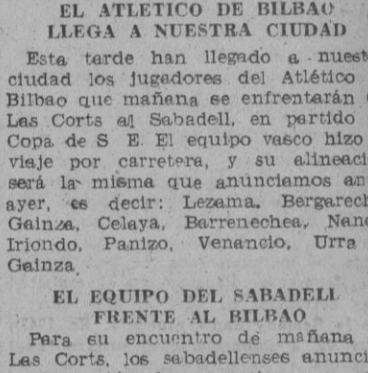 EL ATLETICO DE BILBAO
LLEGA A NUESTRA CIUDAD
Esta tarde han llegado a nuest
ciudad los jugadores del Atlético
Bilbao que mañana se enfrentarán
Las Corts al Sabadell, en partido
Copa de S E. El equipo vasco hizo
viaje por carretera, y su alineaci
será la misma que anunciamos an
ayer, es decir: Lezama, Bergarech
Gainza, Celaya, Barrenechea, Nan
Iriondo, Panizo, Venancio, Urra
Gainza
EL EQUIPO DEL SABADELL
FRENTE AL BILBAO
Para su encuentro de mañana
Las Corts, los sabadellenses anunci